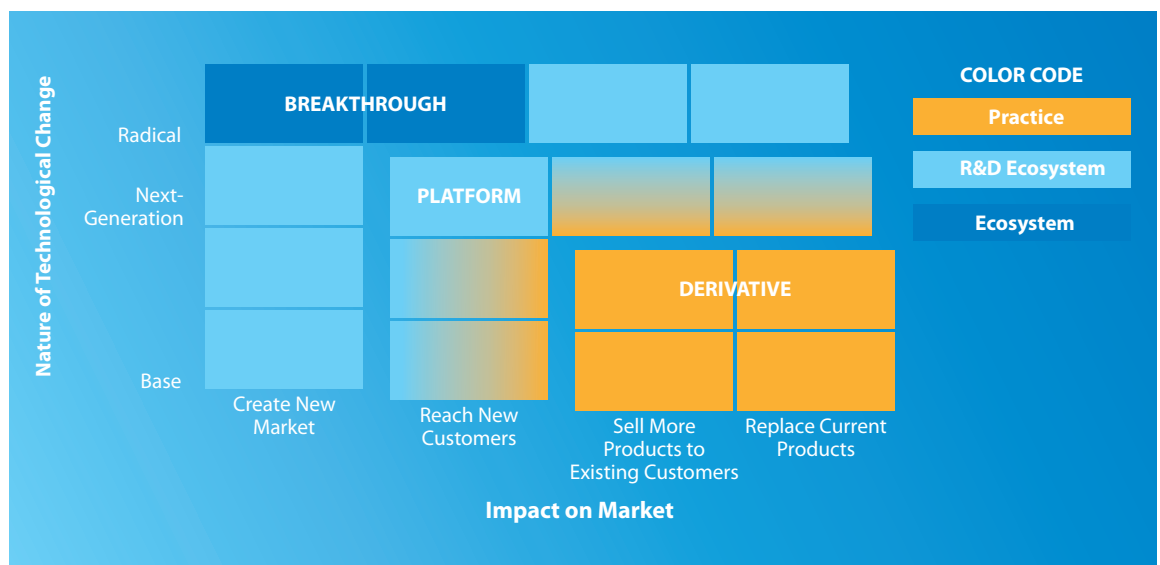 Nature of Technological Change
Radical
Next-
Generation
Base
BREAKTHROUGH
PLATFORM
DERIVATIVE
Create New
Market
Reach New
Customers
Sell More
Products to
Existing Customers
Replace Current
Products
Impact on Market
COLOR CODE
Practice
R&D Ecosystem
Ecosystem